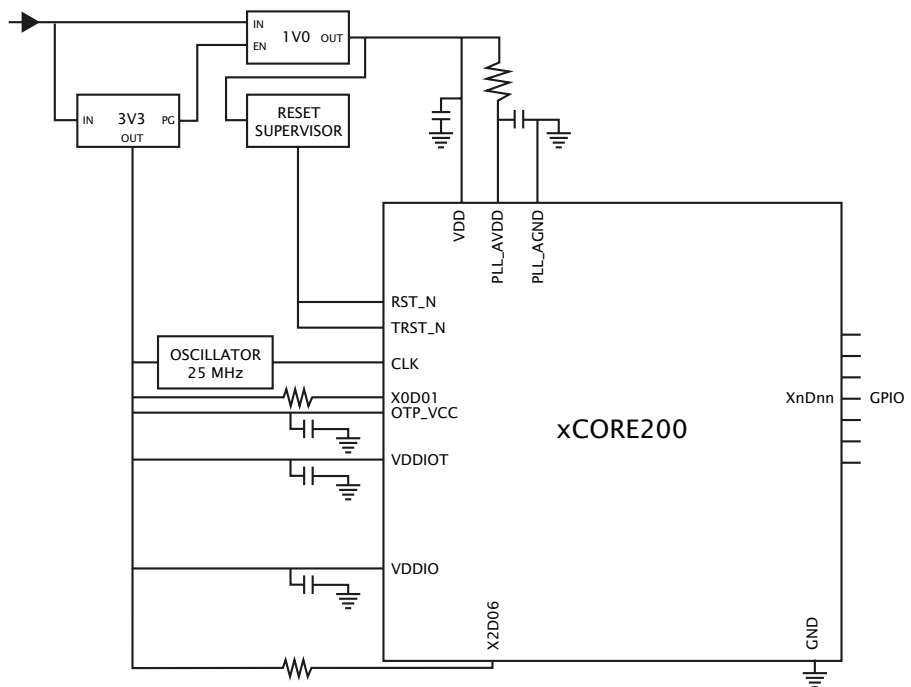 IN
1V0
OUT
EN
IN
3V3
PG
OUT
RESET
SUPERVISOR
VDD
PLL_AVDD
PLL_AGND
RST_N
TRST_N
OSCILLATOR
25 MHz
CLK
X0D01
OTP_VCC
XnDnn
GPIO
xCORE200
VDDIOT
VDDIO
X2D06
GND